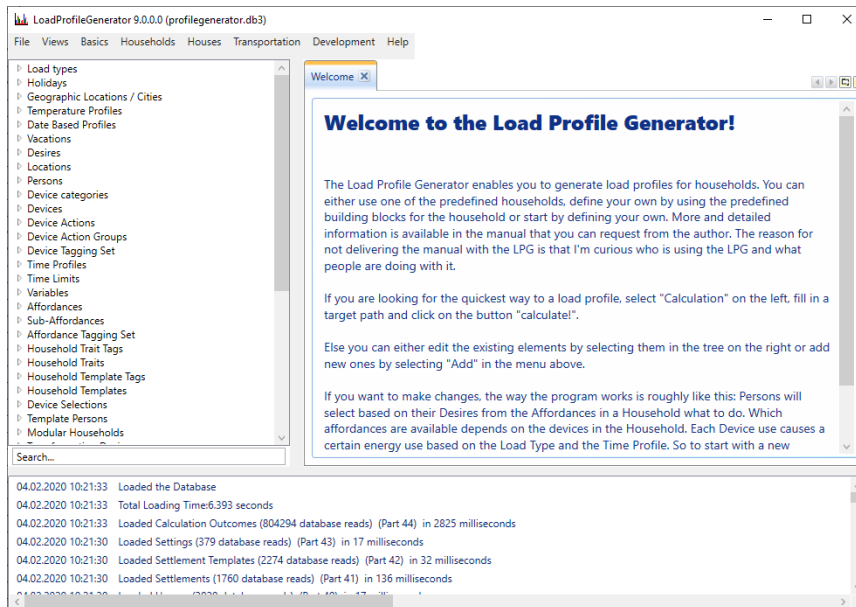 LoadProfileGenerator 9.0.0.0 (profilegenerator.db3)
File Views Basics Households Houses Transportation Development Help
Load types
Holidays
Geographic Locations / Cities
Temperature Profiles
Date Based Profiles
Vacations
Desires
Locations
Persons
Device categories
Devices
Device Actions
Device Action Groups
Device Tagging Set
Time Profiles
Time Limits
Variables
Affordances
Sub-Affordances
Affordance Tagging Set
Household Trait Tags
Household Traits
Household Template Tags
Household Templates
Device Selections
Template Persons
Modular Households
Search...
Welcome
Welcome to the Load Profile Generator!
The Load Profile Generator enables you to generate load profiles for households. You can
either use one of the predefined households, define your own by using the predefined
building blocks for the household or start by defining your own. More and detailed
information is available in the manual that you can request from the author. The reason for
not delivering the manual with the LPG is that I'm curious who is using the LPG and what
people are doing with it.
If you are looking for the quickest way to a load profile, select "Calculation" on the left, fill in a
target path and click on the button "calculate!".
Else you can either edit the existing elements by selecting them in the tree on the right or add
new ones by selecting "Add" in the menu above.
If you want to make changes, the way the program works is roughly like this: Persons will
select based on their Desires from the Affordances in a Household what to do. Which
affordances are available depends on the devices in the Household. Each Device use causes a
certain energy use based on the Load Type and the Time Profile. So to start with a new
04.02.2020 10:21:33 Loaded the Database
04.02.2020 10:21:33 Total Loading Time:6.393 seconds
04.02.2020 10:21:33 Loaded Calculation Outcomes (804294 database reads) (Part 44) in 2825 milliseconds
04.02.2020 10:21:30 Loaded Settings (379 database reads) (Part 43) in 17 milliseconds
04.02.2020 10:21:30 Loaded Settlement Templates (2274 database reads) (Part 42) in 32 milliseconds
04.02.2020 10:21:30 Loaded Settlements (1760 database reads) (Part 41) in 136 milliseconds